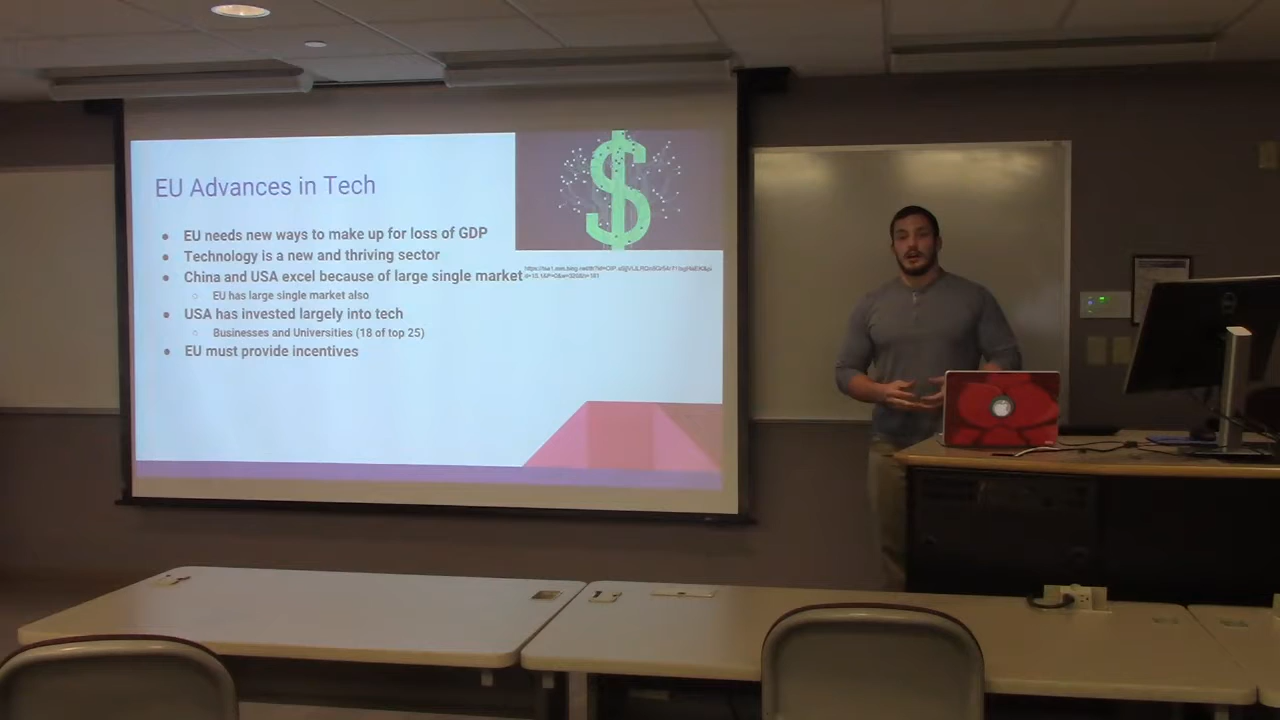 EU Advances in Tech
EU needs new ways to make up for loss of GDP
Technology is a new and thriving sector
China and USA excel because of large single market
EU has large single market also
USA has invested largely into tech
Businesses and Universities (18 of top 25)
EU must provide incentives